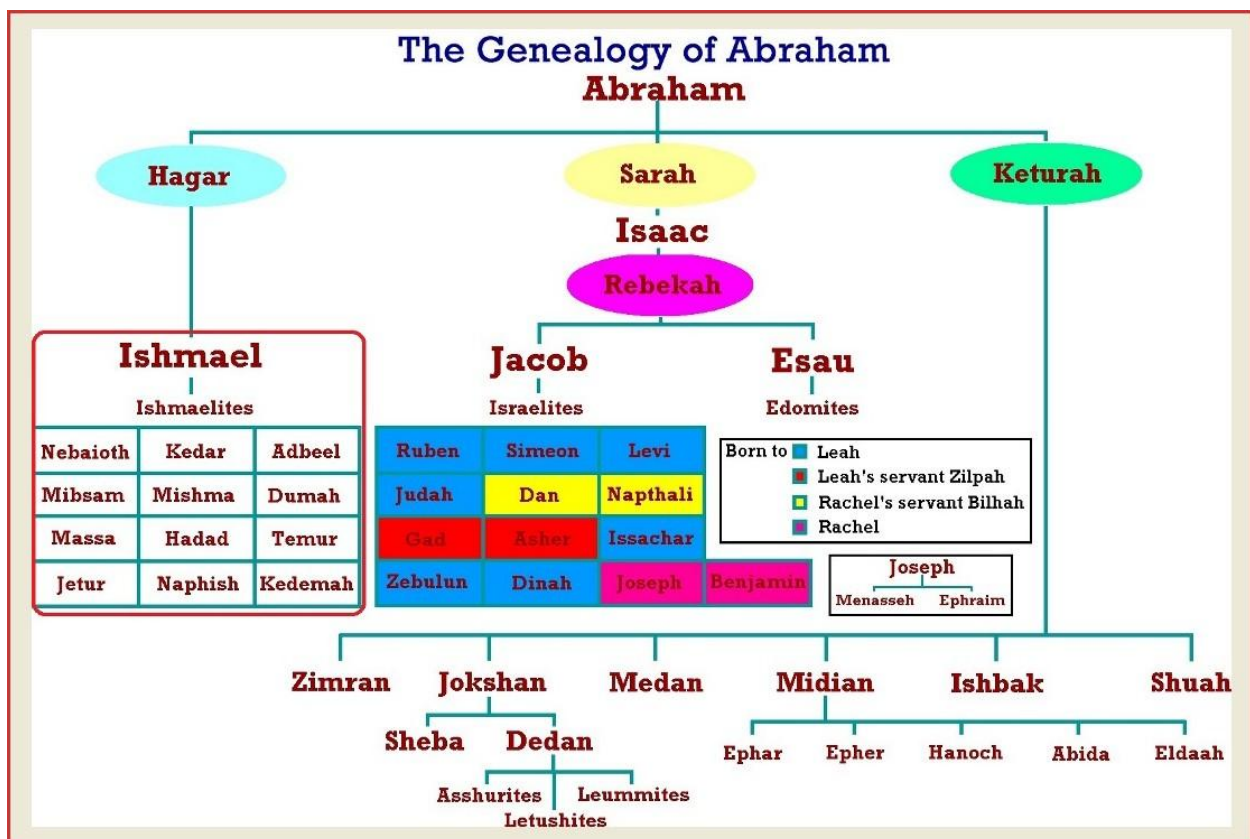 The Genealogy of Abraham
Abraham
Hagar
Sarah
Keturah
Isaac
Rebekah
Ishmael
Jacob
Esau
Ishmaelites
Israelites
Edomites
Nebaioth Kedar Adbeel
Mibsam Mishma Dumah
Massa Hadad Temur
Jetur Naphish Kedemah
Ruben Simeon Levi
Judah Dan Napthali
Gad Asher Issachar
Zebulun Dinah Joseph Benjamin
Born to Leah
Leah's servant Zilpah
Rachel's servant Bilhah
Rachel
Joseph
Menasseh Ephraim
Zimran Jokshan Medan Midian Ishbak Shuah
Sheba Dedan
Ephar Epher Hanoch Abida Eldaah
Asshurites Leummites
Letushites